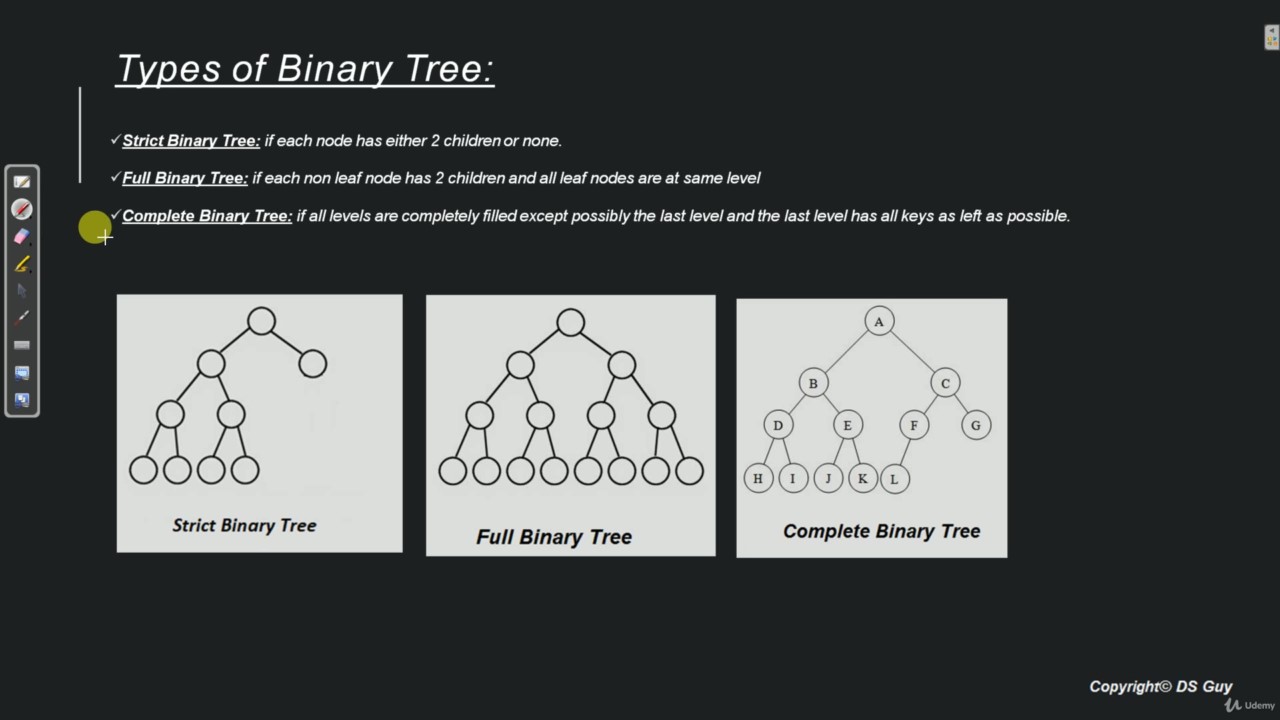 Types of Binary Tree:
✓Strict Binary Tree: if each node has either 2 children or none.
✓Full Binary Tree: if each non leaf node has 2 children and all leaf nodes are at same level
✓Complete Binary Tree: if all levels are completely filled except possibly the last level and the last level has all keys as left as possible.
A
B C
D E F G
H I J K L
Strict Binary Tree
Full Binary Tree
Complete Binary Tree
Copyright© DS Guy
Udemy